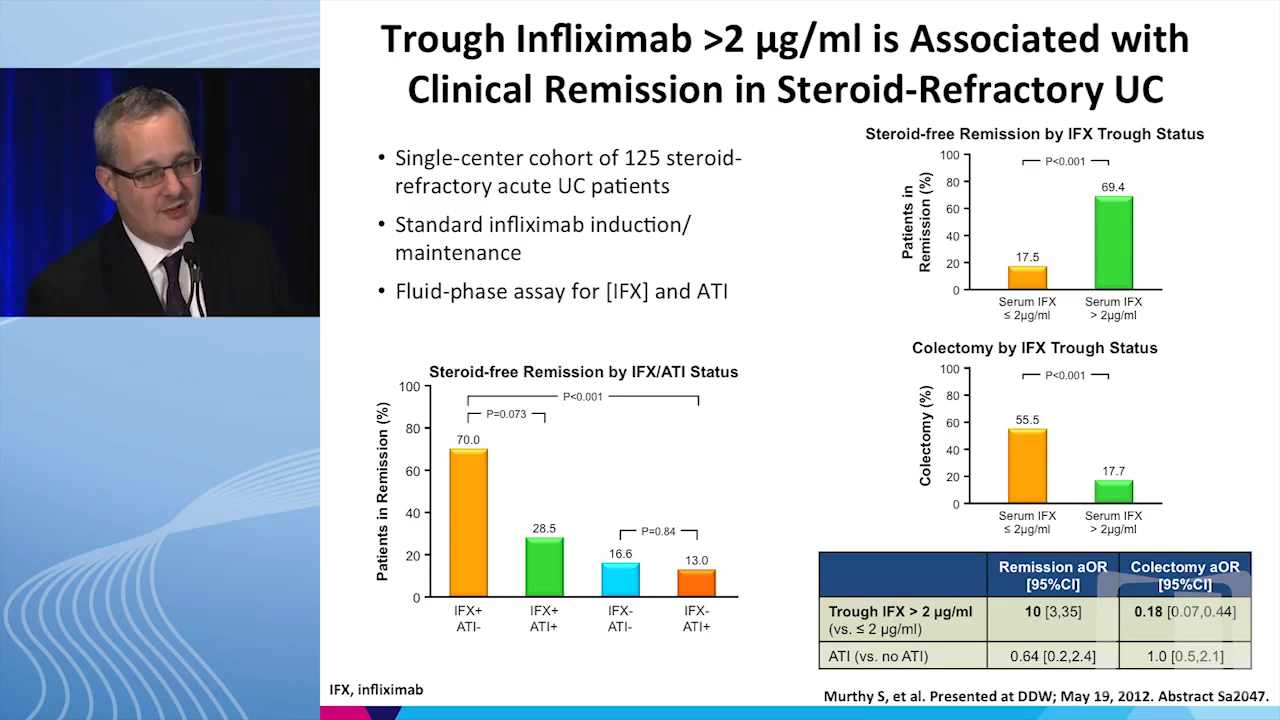 Trough Infliximab >2 µg/ml is Associated with
Clinical Remission in Steroid-Refractory UC
• Single-center cohort of 125 steroid-
refractory acute UC patients
• Standard infliximab induction/
maintenance
• Fluid-phase assay for [IFX] and ATI
Steroid-free Remission by IFX Trough Status
Patients in
Remission (%)
100
80
60
40
20
0
P<0.001
17.5
69.4
Serum IFX
≤ 2µg/ml
Serum IFX
> 2µg/ml
Colectomy by IFX Trough Status
Colectomy (%)
100
80
60
40
20
0
P<0.001
55.5
17.7
Serum IFX
≤ 2µg/ml
Serum IFX
> 2µg/ml
Steroid-free Remission by IFX/ATI Status
Patients in Remission (%)
100
80
60
40
20
0
P<0.001
P=0.073
P=0.84
70.0
28.5
16.6
13.0
IFX+
ATI-
IFX+
ATI+
IFX-
ATI-
IFX-
ATI+
Remission aOR
[95%CI]
Colectomy aOR
[95%CI]
Trough IFX > 2 µg/ml
(vs. ≤ 2 µg/ml)
10 [3,35]
0.18 [0.07,0.44]
ATI (vs. no ATI)
0.64 [0.2,2.4]
1.0 [0.5,2.1]
IFX, infliximab
Murthy S, et al. Presented at DDW; May 19, 2012. Abstract Sa2047.